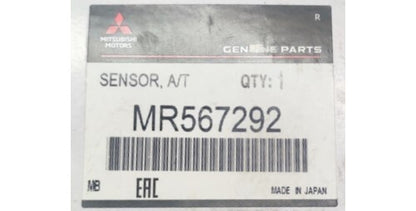 R
MITSUBISHI
MOTORS
GENUINE PARTS
SENSOR, A/T QTY: 1
MR567292
MB EAC MADE IN JAPAN